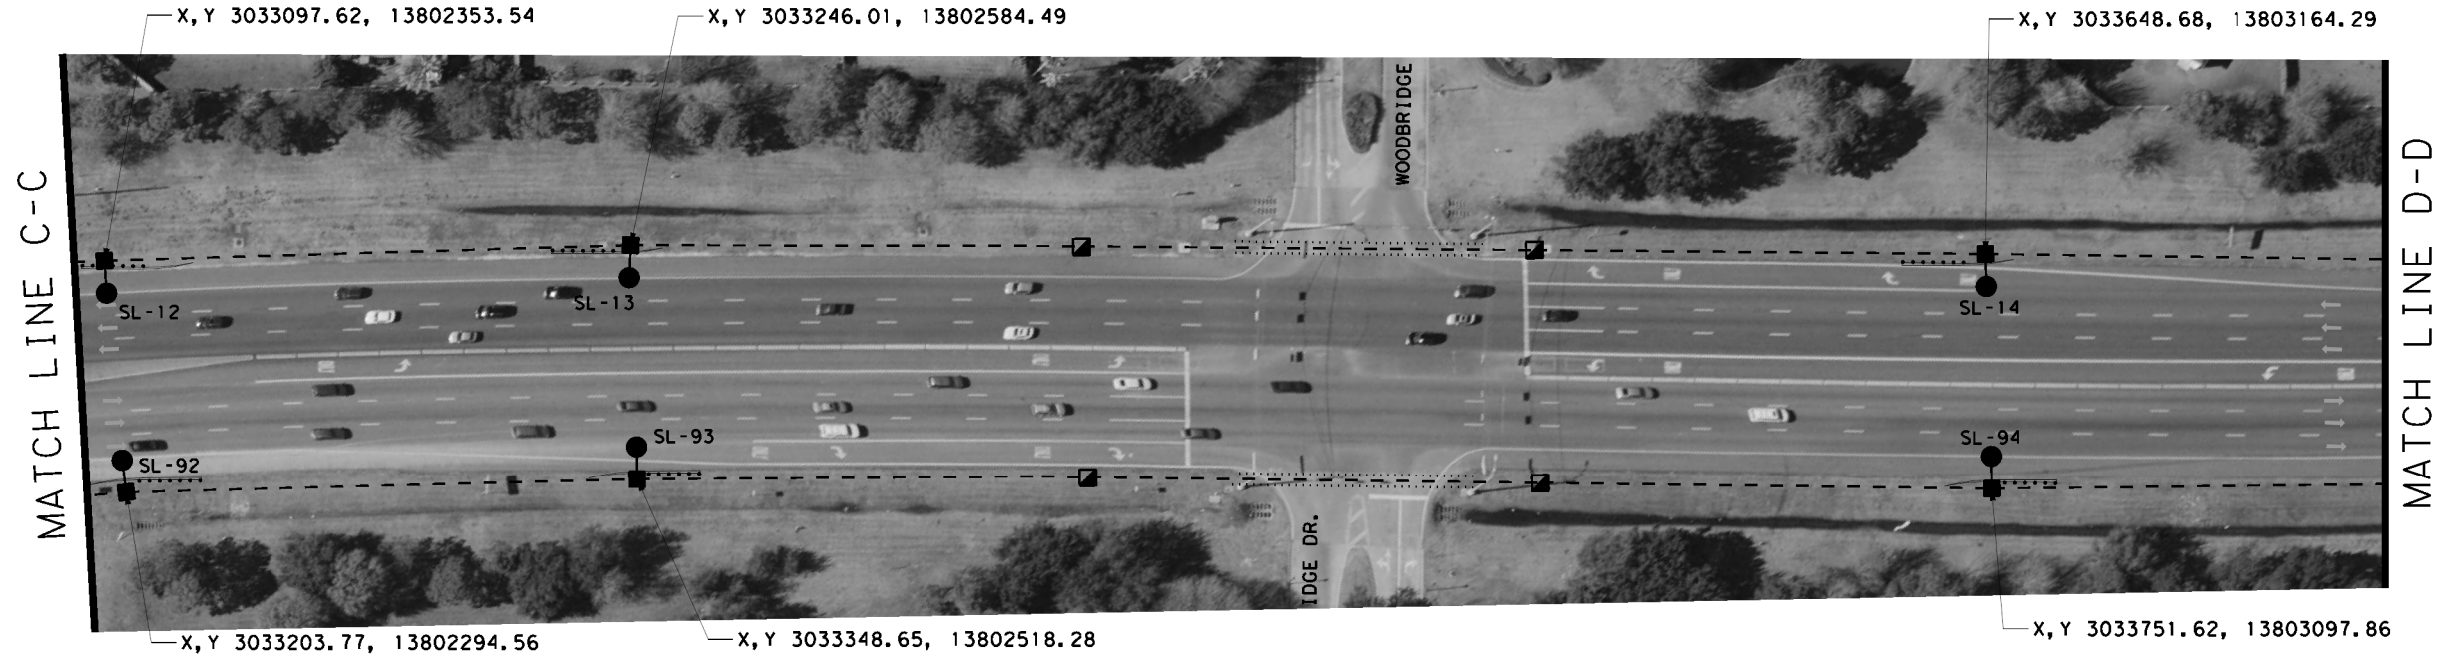 X,Y 3033097.62, 13802353.54
X,Y 3033246.01, 13802584.49
X,Y 3033648.68, 13803164.29
MATCH LINE C-C
WOODBRIDGE
MATCH LINE D-D
SL-12
SL-13
SL-14
SL-92
SL-93
SL-94
IDGE DR.
X,Y 3033203.77, 13802294.56
X,Y 3033348.65, 13802518.28
X,Y 3033751.62, 13803097.86